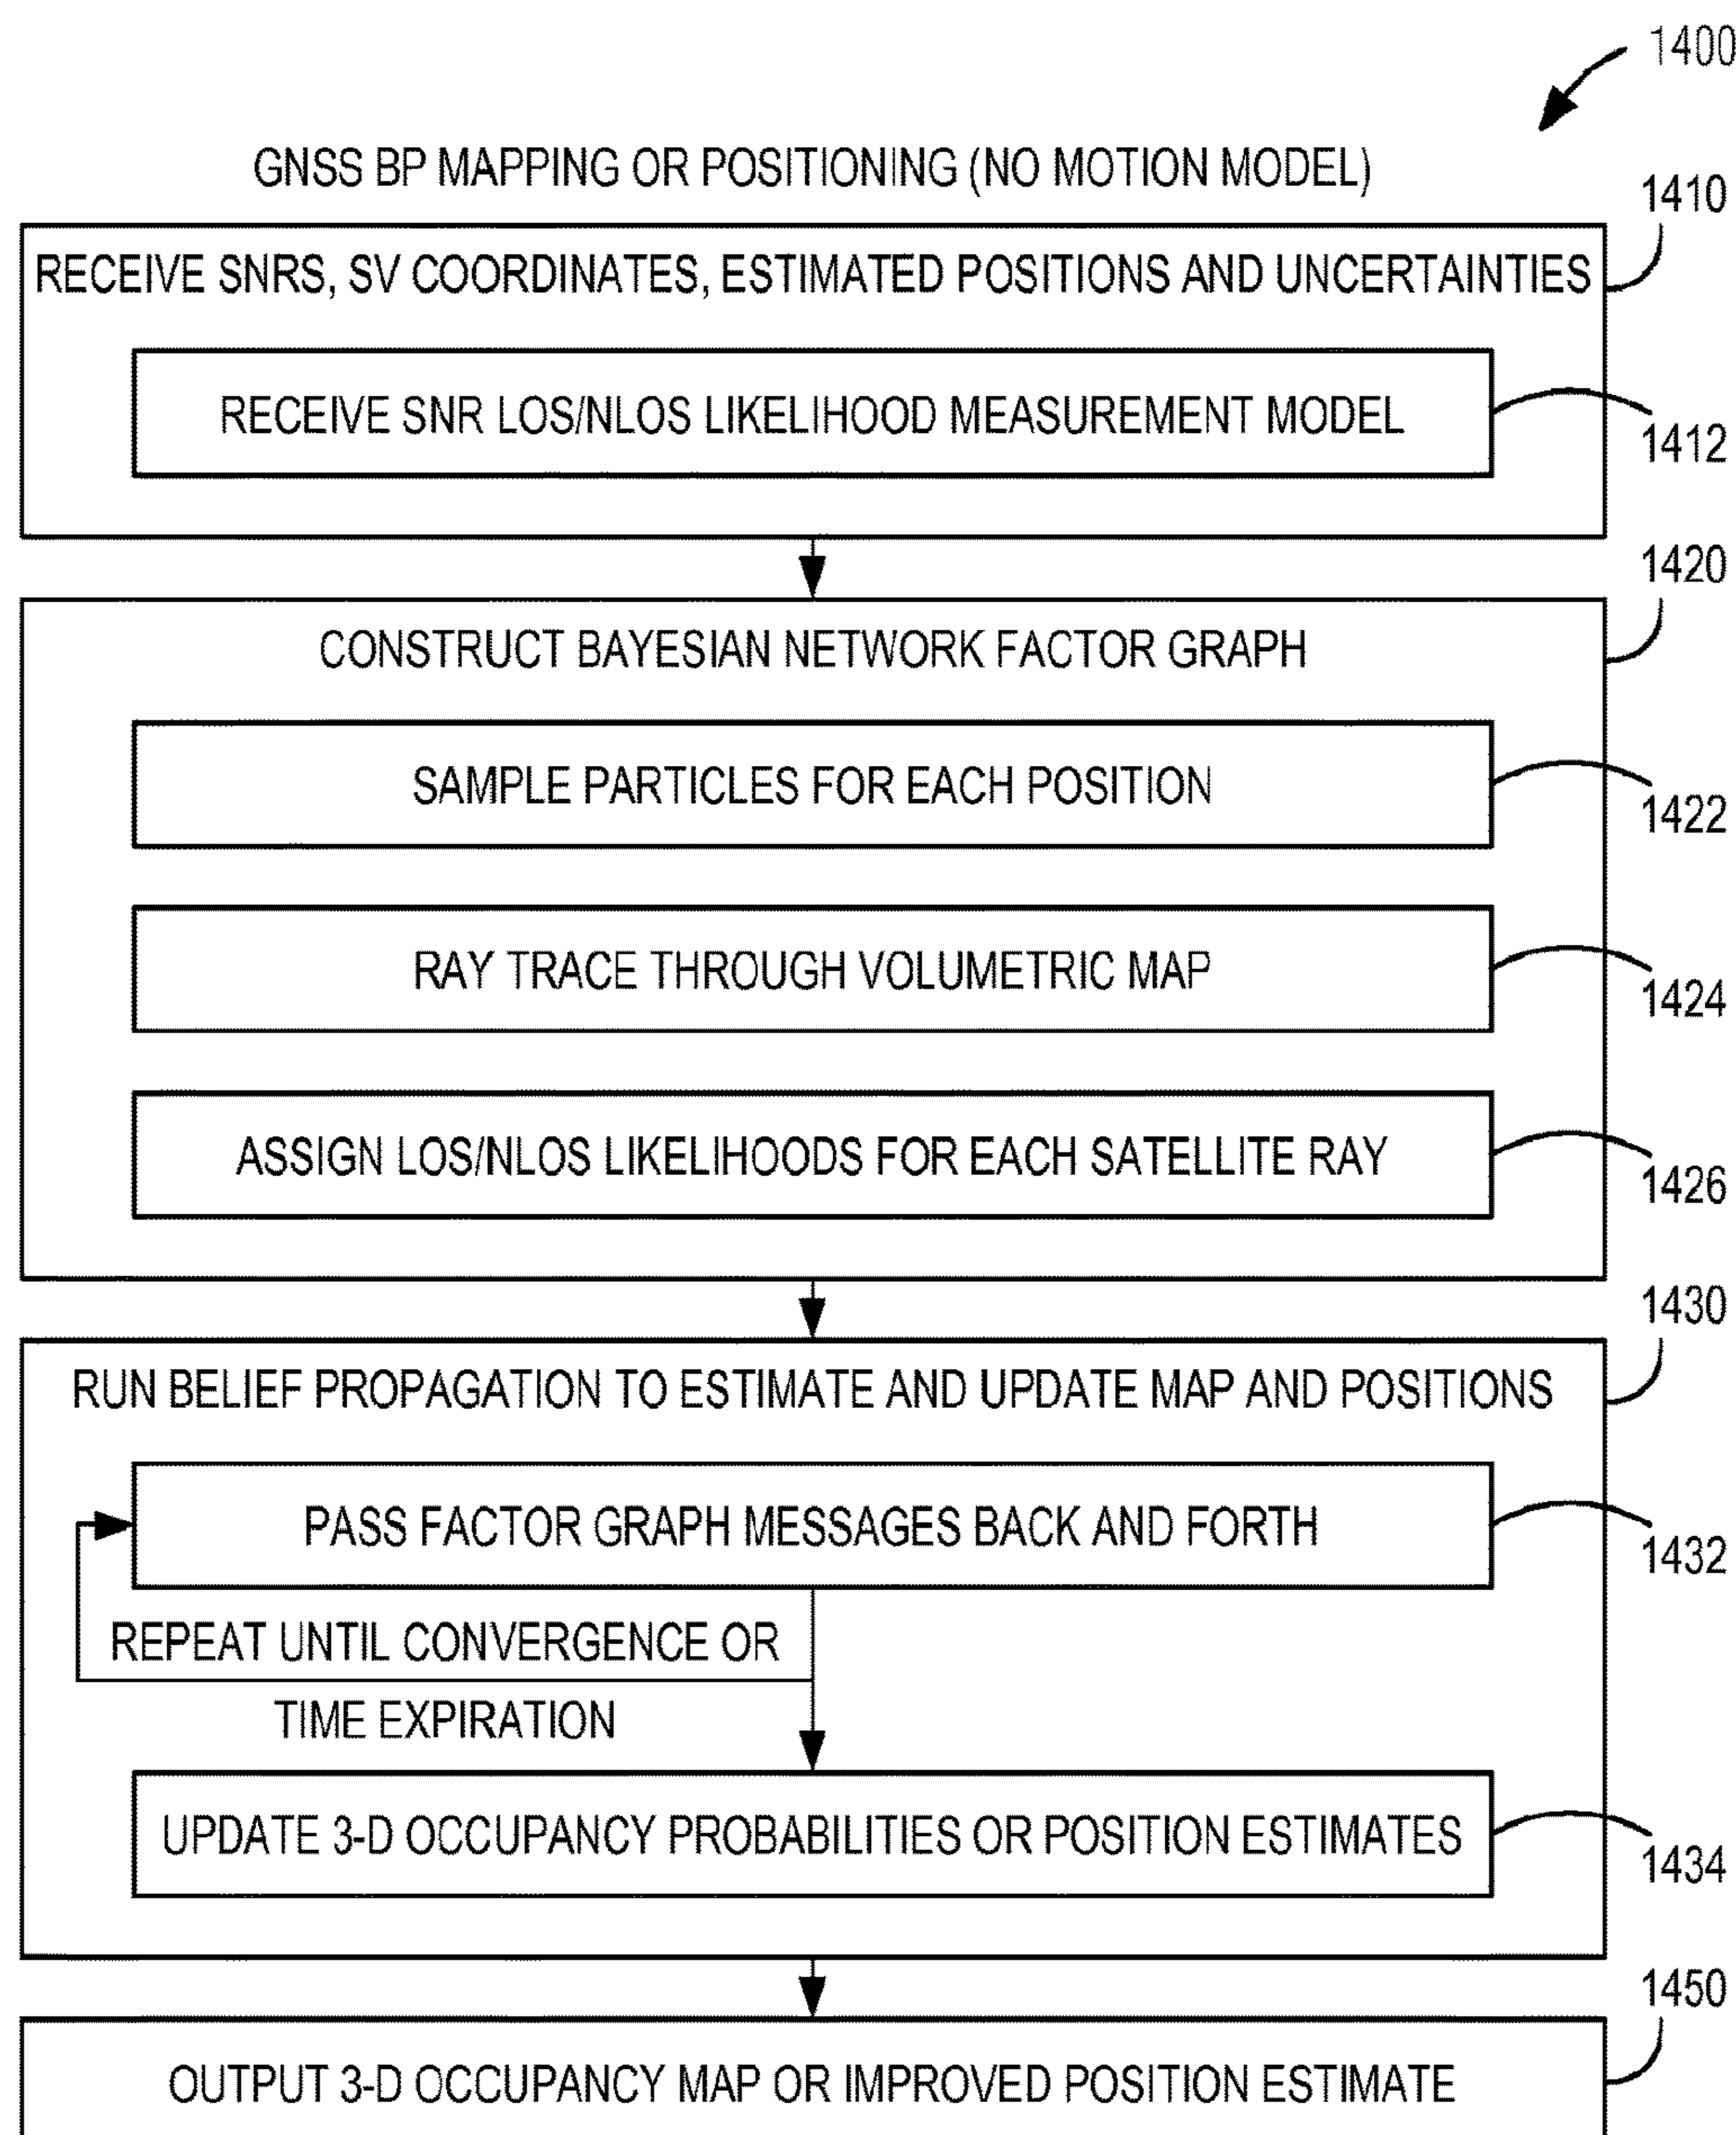 1400
GNSS BP MAPPING OR POSITIONING (NO MOTION MODEL)
1410
RECEIVE SNRS, SV COORDINATES, ESTIMATED POSITIONS AND UNCERTAINTIES
RECEIVE SNR LOS/NLOS LIKELIHOOD MEASUREMENT MODEL
1412
1420
CONSTRUCT BAYESIAN NETWORK FACTOR GRAPH
SAMPLE PARTICLES FOR EACH POSITION
1422
RAY TRACE THROUGH VOLUMETRIC MAP
1424
ASSIGN LOS/NLOS LIKELIHOODS FOR EACH SATELLITE RAY
1426
1430
RUN BELIEF PROPAGATION TO ESTIMATE AND UPDATE MAP AND POSITIONS
PASS FACTOR GRAPH MESSAGES BACK AND FORTH
1432
REPEAT UNTIL CONVERGENCE OR
TIME EXPIRATION
UPDATE 3-D OCCUPANCY PROBABILITIES OR POSITION ESTIMATES
1434
1450
OUTPUT 3-D OCCUPANCY MAP OR IMPROVED POSITION ESTIMATE